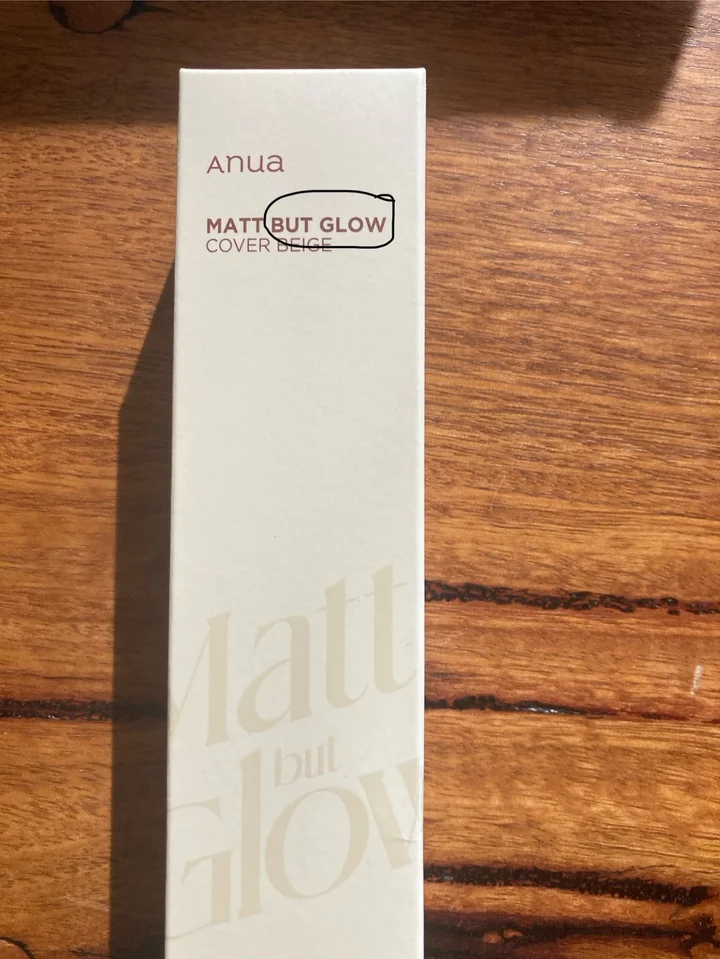 Anua
MATT BUT GLOW
COVER BEIGE
Matt
but
Glow